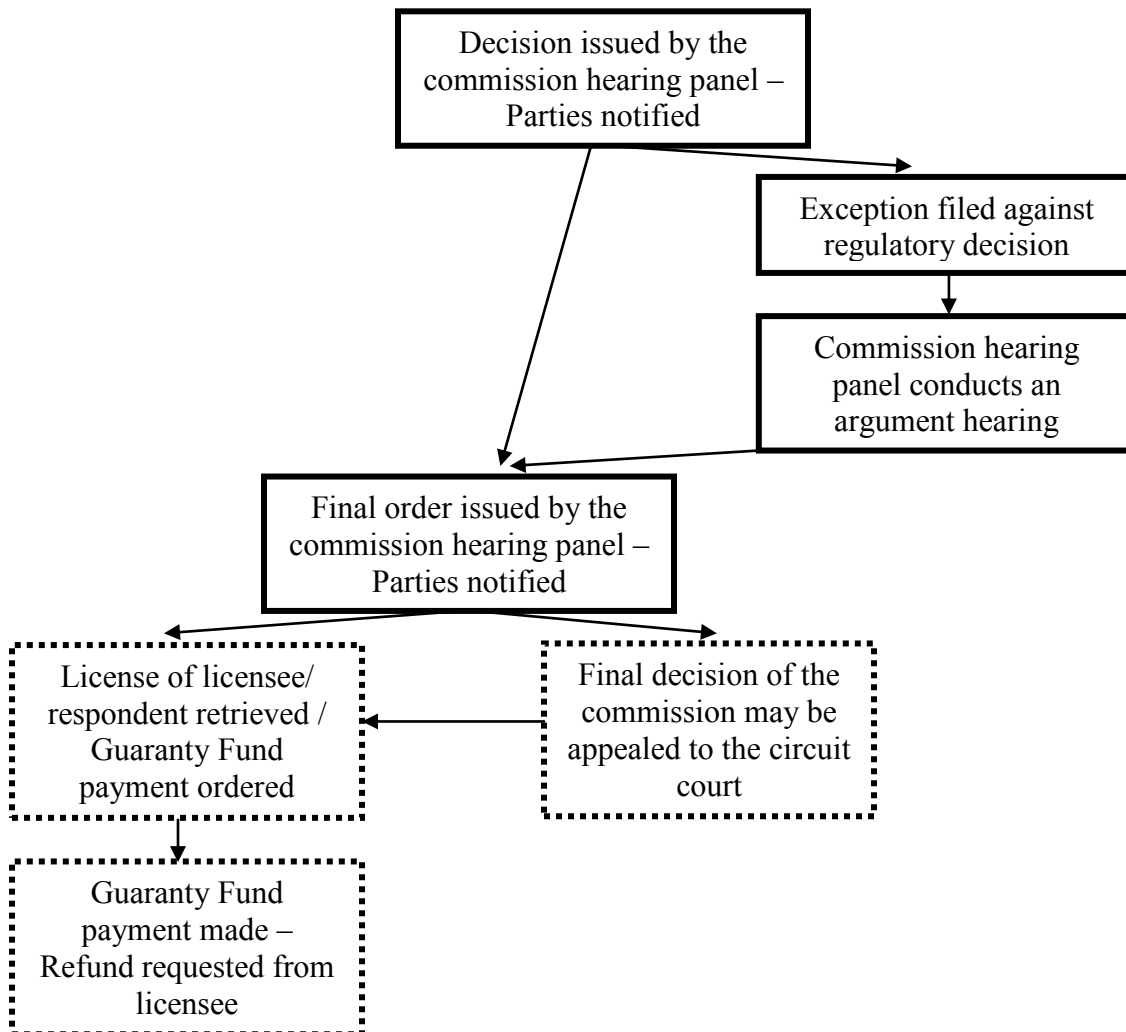 Decision issued by the
commission hearing panel –
Parties notified
Exception filed against
regulatory decision
Commission hearing
panel conducts an
argument hearing
Final order issued by the
commission hearing panel –
Parties notified
License of licensee/
respondent retrieved /
Guaranty Fund
payment ordered
Final decision of the
commission may be
appealed to the circuit
court
Guaranty Fund
payment made –
Refund requested from
licensee